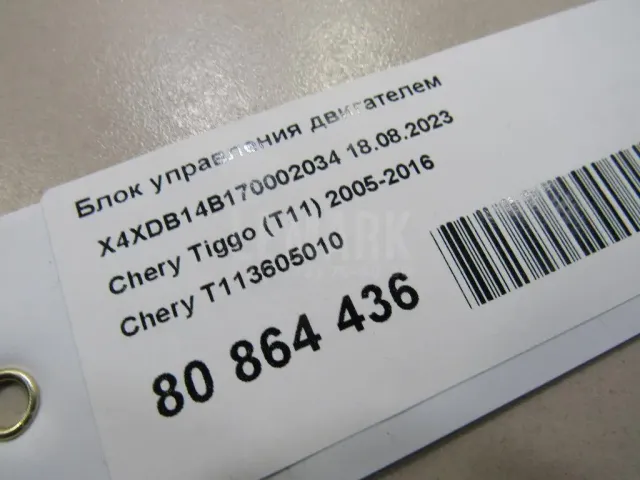 Блок управления двигателем
X4XDB14B170002034 18.08.2023
Chery Tiggo (T11) 2005-2016
Chery T113605010
80 864 436